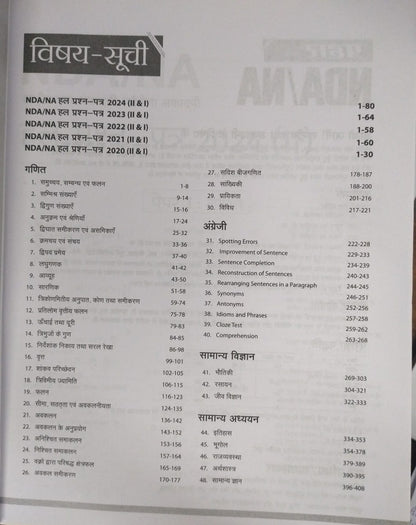 विषय-सूची
NDA/NA हल प्रश्न-पत्र 2024 (II & I) 1-80
NDA/NA हल प्रश्न-पत्र 2023 (II & I) 1-64
NDA/NA हल प्रश्न-पत्र 2022 (II & I) 1-58
NDA/NA हल प्रश्न-पत्र 2021 (II & I) 1-60
NDA/NA हल प्रश्न-पत्र 2020 (II & I) 1-30
गणित
1. समुच्चय, सम्बन्ध एवं फलन 1-8
2. सम्मिश्र संख्याएँ 9-14
3. द्विगुण संख्याएँ 15-16
4. अनुक्रम एवं श्रेणियाँ 17-24
5. द्विघात समीकरण एवं असमिकाएँ 25-32
6. क्रमचय एवं संचय 33-36
7. द्विपद प्रमेय 37-40
8. लघुगणक 41-42
9. आव्यूह 43-50
10. सारणिक 51-58
11. त्रिकोणमितीय अनुपात, कोण तथा समीकरण 59-74
12. प्रतिलोम वृत्तीय फलन 75-78
13. ऊँचाई तथा दूरी 79-83
14. त्रिभुजों के गुण 84-85
15. निर्देशांक निकाय तथा सरल रेखा 86-98
16. वृत्त 99-101
17. शांकव परिच्छेदन 102-105
18. त्रिविमीय ज्यामिति 106-115
19. फलन 116-123
20. सीमा, सततता एवं अवकलनीयता 124-135
21. अवकलन 136-142
22. अवकलन के अनुप्रयोग 143-152
23. अनिश्चित समाकलन 153-156
24. निश्चित समाकलन 157-164
25. वक्रों द्वारा परिबद्ध क्षेत्रफल 165-169
26. अवकल समीकरण 170-177
27. सदिश बीजगणित 178-187
28. सांख्यिकी 188-200
29. प्रायिकता 201-216
30. विविध 217-221
अंग्रेजी
31. Spotting Errors 222-228
32. Improvement of Sentence 229-233
33. Sentence Completion 234-239
34. Reconstruction of Sentences 240-243
35. Rearranging Sentences in a Paragraph 244-245
36. Synonyms 246-251
37. Antonyms 252-256
38. Idioms and Phrases 257-258
39. Cloze Test 259-262
40. Comprehension 263-268
सामान्य विज्ञान
41. भौतिकी 269-303
42. रसायन 304-321
43. जीव विज्ञान 322-333
सामान्य अध्ययन
44. इतिहास 334-353
45. भूगोल 354-378
46. राज्यव्यवस्था 379-389
47. अर्थशास्त्र 390-395
48. सामान्य ज्ञान 396-408